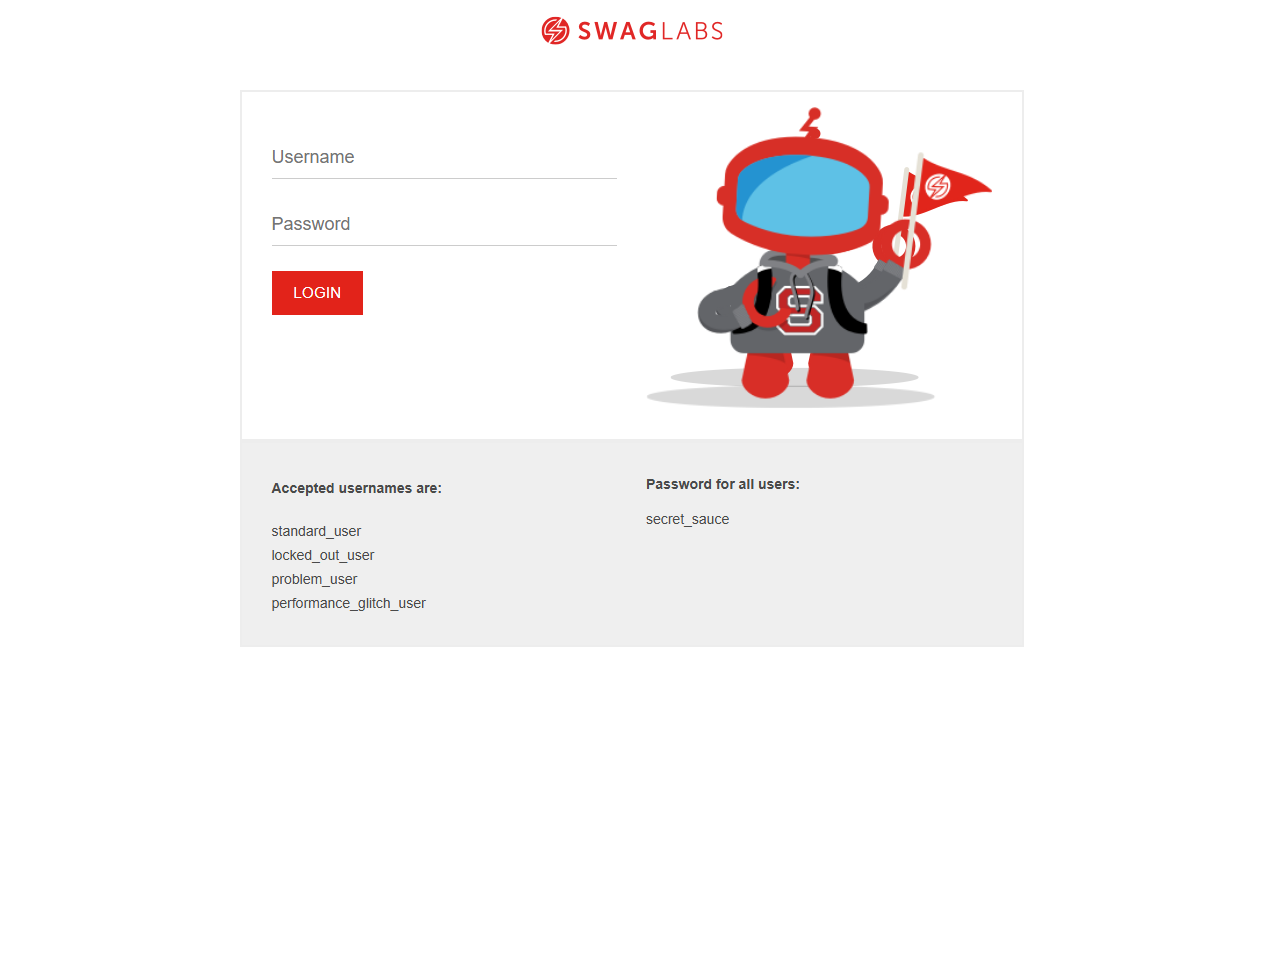 SWAGLABS
Username
Password
LOGIN
S
Accepted usernames are:
standard_user
locked_out_user
problem_user
performance_glitch_user
Password for all users:
secret_sauce